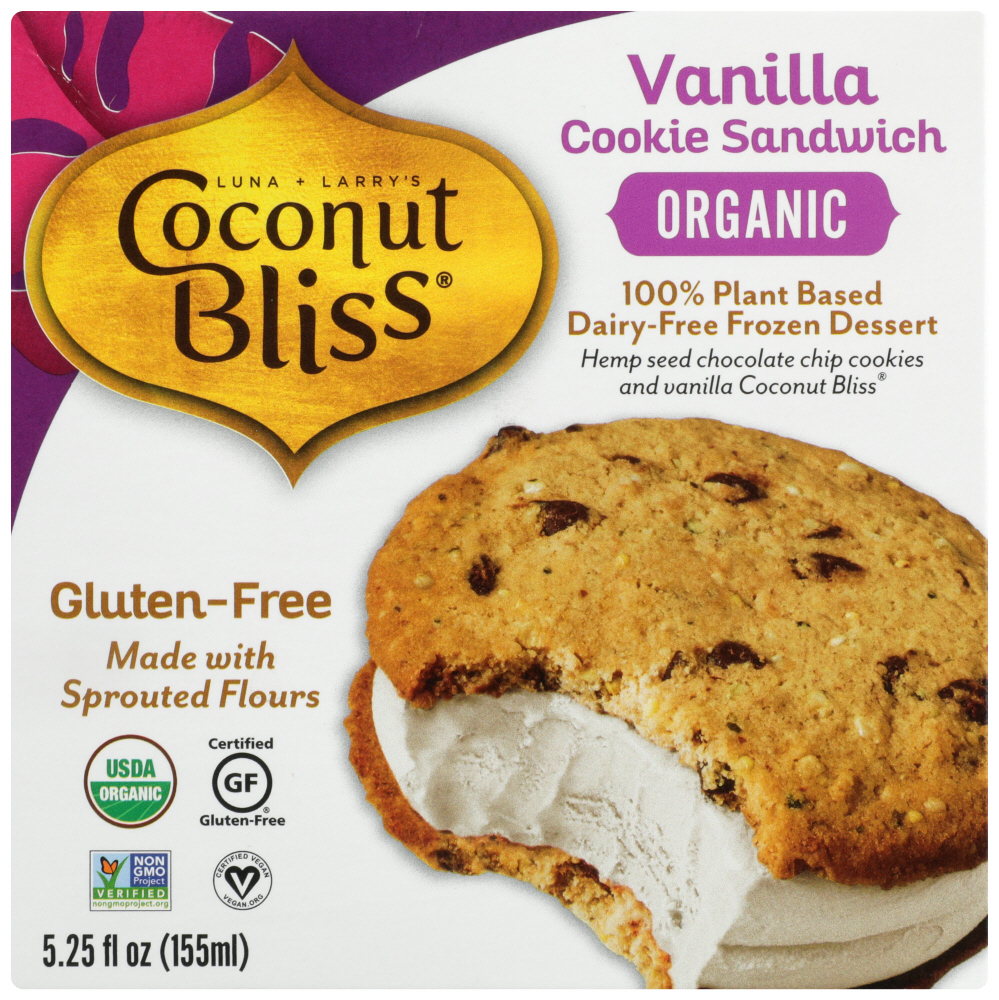 LUNA + LARRY'S
Coconut
Bliss®
Vanilla
Cookie Sandwich
ORGANIC
100% Plant Based
Dairy-Free Frozen Dessert
Hemp seed chocolate chip cookies
and vanilla Coconut Bliss®
Gluten-Free
Made with
Sprouted Flours
USDA
ORGANIC
Certified
GF®
Gluten-Free
NON
GMO
Project
VERIFIED
nongmoproject.org
CERTIFIED VEGAN
VEGAN.ORG
5.25 fl oz (155ml)